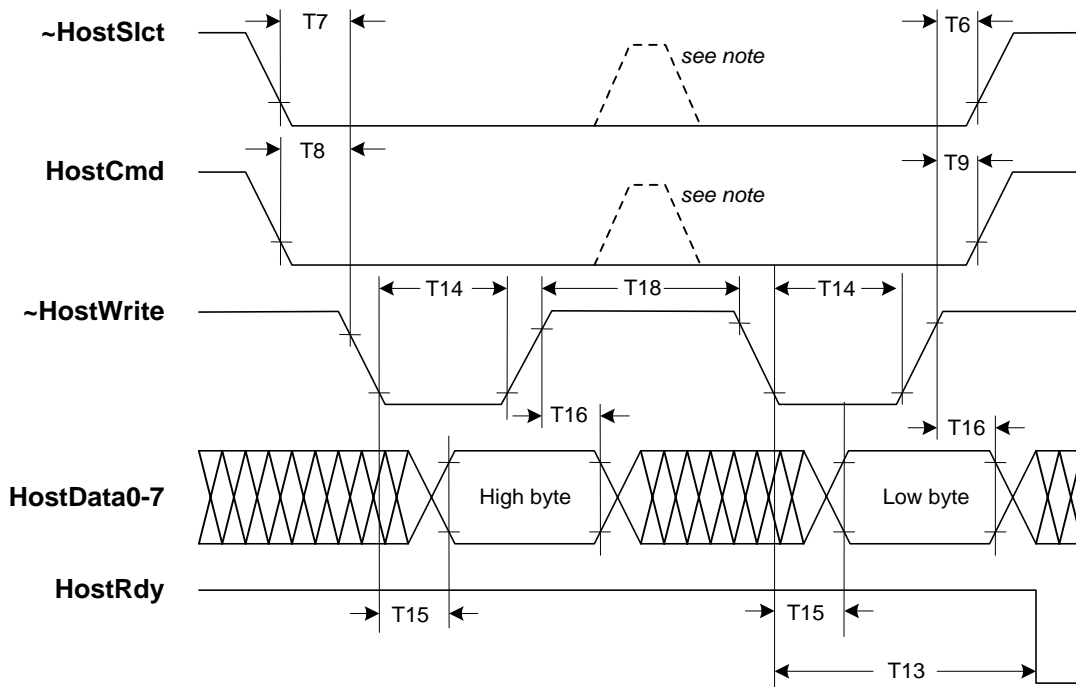 ~HostSlct
T7
see note
T6
HostCmd
T8
see note
T9
~HostWrite
T14
T18
T14
T16
T16
HostData0-7
High byte
Low byte
HostRdy
T15
T15
T13